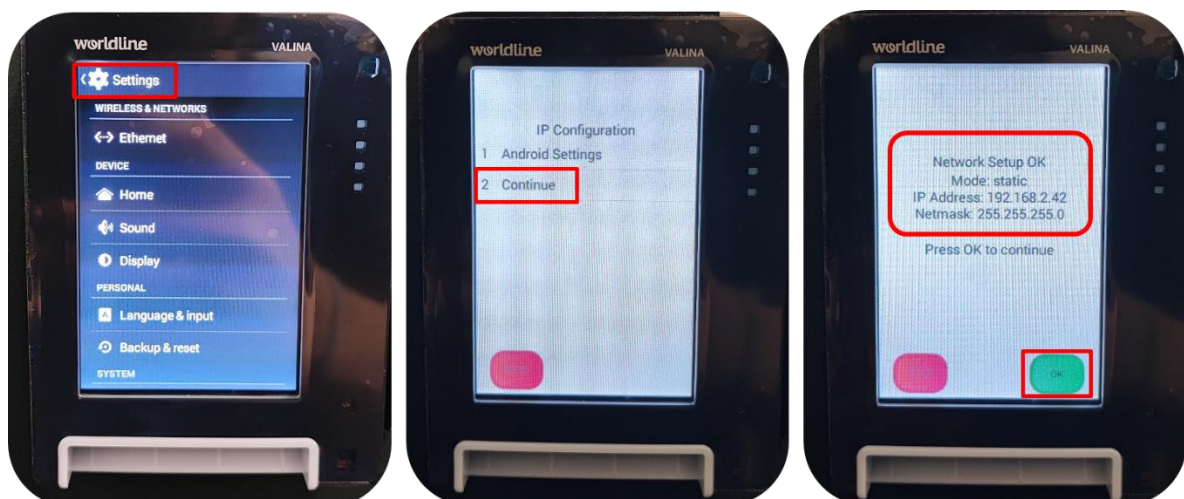 worldline
VALINA
Settings
WIRELESS & NETWORKS
Ethernet
DEVICE
Home
Sound
Display
PERSONAL
A Language & input
Backup & reset
SYSTEM
worldline
VALINA
IP Configuration
1 Android Settings
2 Continue
worldline
VALINA
Network Setup OK
Mode: static
IP Address: 192.168.2.42
Netmask: 255.255.255.0
Press OK to continue
OK